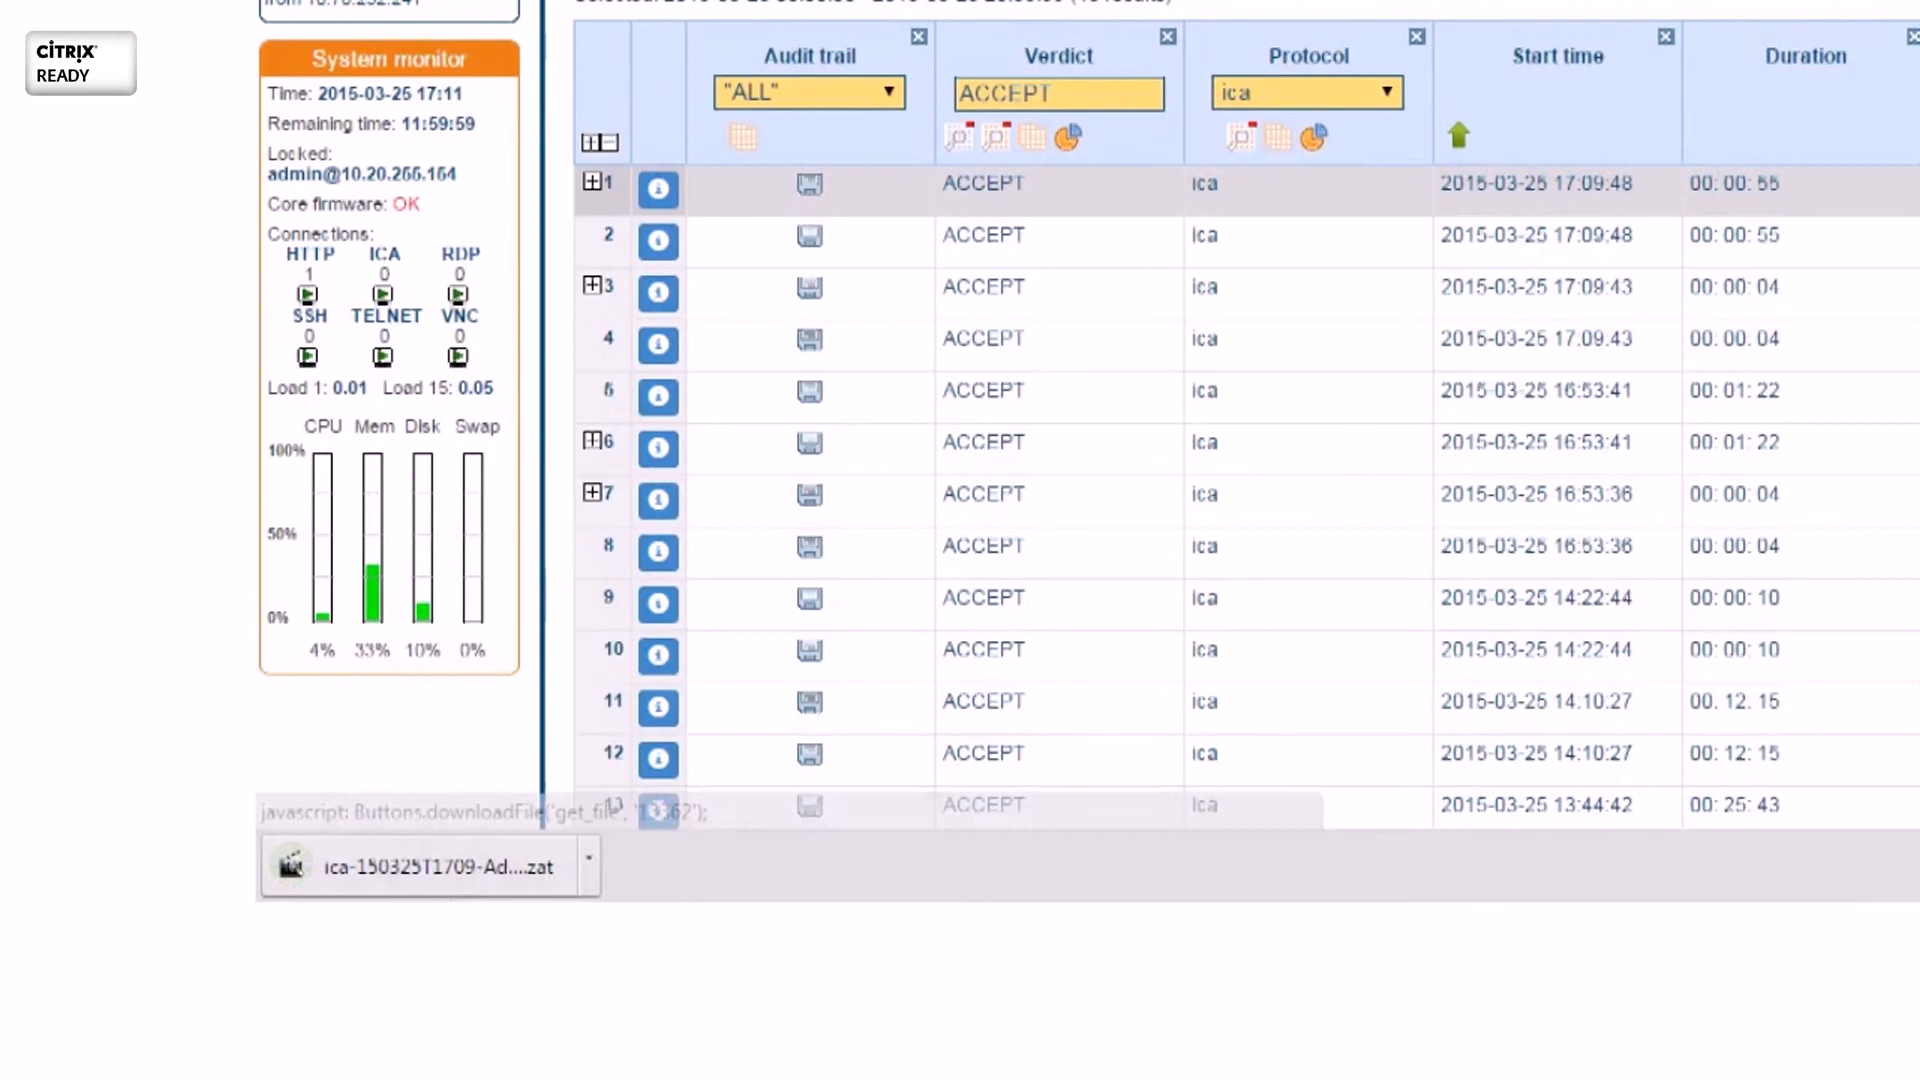 CITRIX
READY
System monitor
Time: 2015-03-25 17:11
Remaining time: 11:59:59
Locked:
Core firmware: OK
Connections:
HTTP ICA RDP
1 0 0
SSH TELNET VNC
0 0 0
Load 1: 0.01 Load 15: 0.05
CPU Mem Disk Swap
100%
50%
0%
4% 33% 10% 0%
Audit trail Verdict Protocol Start time Duration
"ALL" ACCEPT ica
1 ACCEPT ica 2015-03-25 17:09:48 00: 00: 55
2 ACCEPT ica 2015-03-25 17:09:48 00: 00: 55
3 ACCEPT ica 2015-03-25 17:09:43 00: 00: 04
4 ACCEPT ica 2015-03-25 17:09:43 00: 00: 04
5 ACCEPT ica 2015-03-25 16:53:41 00: 01: 22
6 ACCEPT ica 2015-03-25 16:53:41 00: 01: 22
7 ACCEPT ica 2015-03-25 16:53:36 00: 00: 04
8 ACCEPT ica 2015-03-25 16:53:36 00: 00: 04
9 ACCEPT ica 2015-03-25 14:22:44 00: 00: 10
10 ACCEPT ica 2015-03-25 14:22:44 00: 00: 10
11 ACCEPT ica 2015-03-25 14:10:27 00: 12: 15
12 ACCEPT ica 2015-03-25 14:10:27 00: 12: 15
13 ACCEPT ica 2015-03-25 13:44:42 00: 25: 43
javascript: Buttons.downloadFile('get_file',
ica-150325T1709-Ad....zat